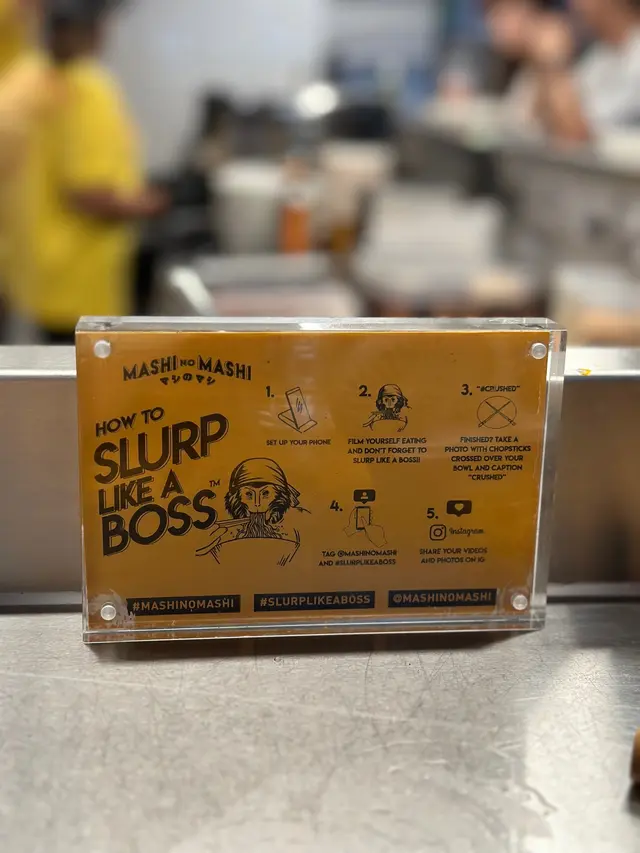 MASHI NO MASHI
マシのマシ
HOW TO
SLURP
LIKE A
BOSS™
1.
SET UP YOUR PHONE
2.
FILM YOURSELF EATING
AND DON'T FORGET TO
SLURP LIKE A BOSS!!
3. "#CRUSHED"
FINISHED? TAKE A
PHOTO WITH CHOPSTICKS
CROSSED OVER YOUR
BOWL AND CAPTION
"CRUSHED"
4.
TAG @MASHINOMASHI
AND #SLURPLIKEABOSS
5.
Instagram
SHARE YOUR VIDEOS
AND PHOTOS ON IG
#MASHINOMASHI
#SLURPLIKEABOSS
@MASHINOMASHI